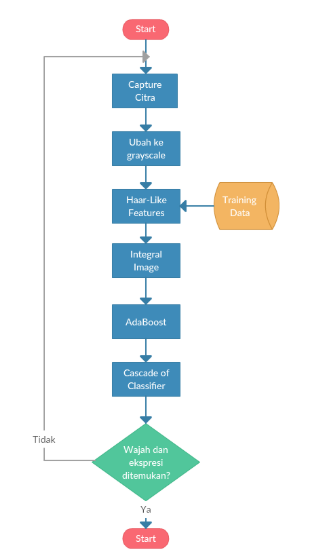 Start
Capture
Citra
Ubah ke
grayscale
Haar-Like
Features
Training
Data
Integral
Image
AdaBoost
Cascade of
Classifier
Tidak
Wajah dan
ekspresi
ditemukan?
Ya
Start